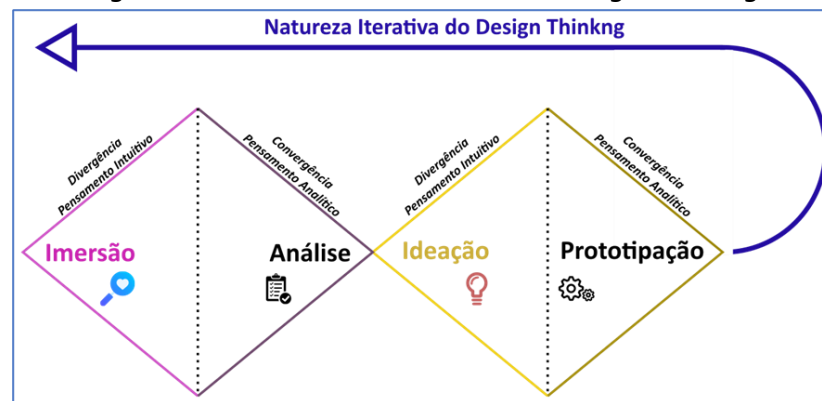 Natureza Iterativa do Design Thinkng
Divergência
Pensamento Intuitivo
Convergência
Pensamento Analítico
Divergência
Pensamento Intuitivo
Convergência
Pensamento Analítico
Imersão
Análise
Ideação
Prototipação